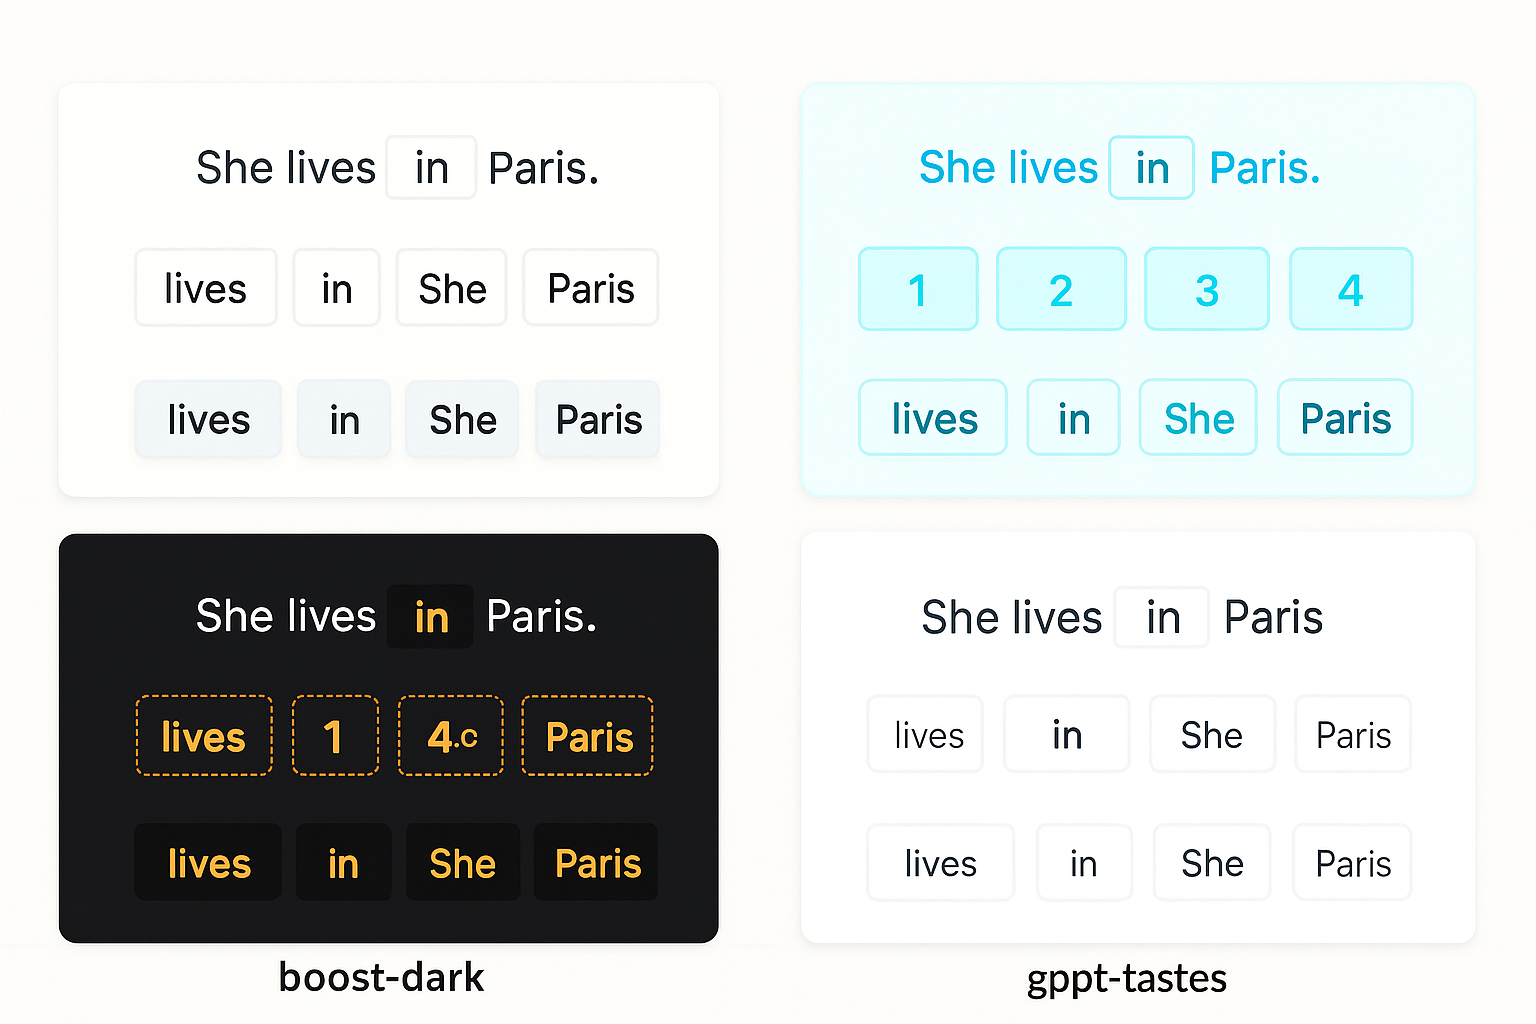 She lives in Paris.
lives in She Paris
lives in She Paris
She lives in Paris.
1 2 3 4
lives in She Paris
She lives in Paris.
lives 1 4.c Paris
lives in She Paris
boost-dark
She lives in Paris
lives in She Paris
lives in She Paris
gppt-tastes